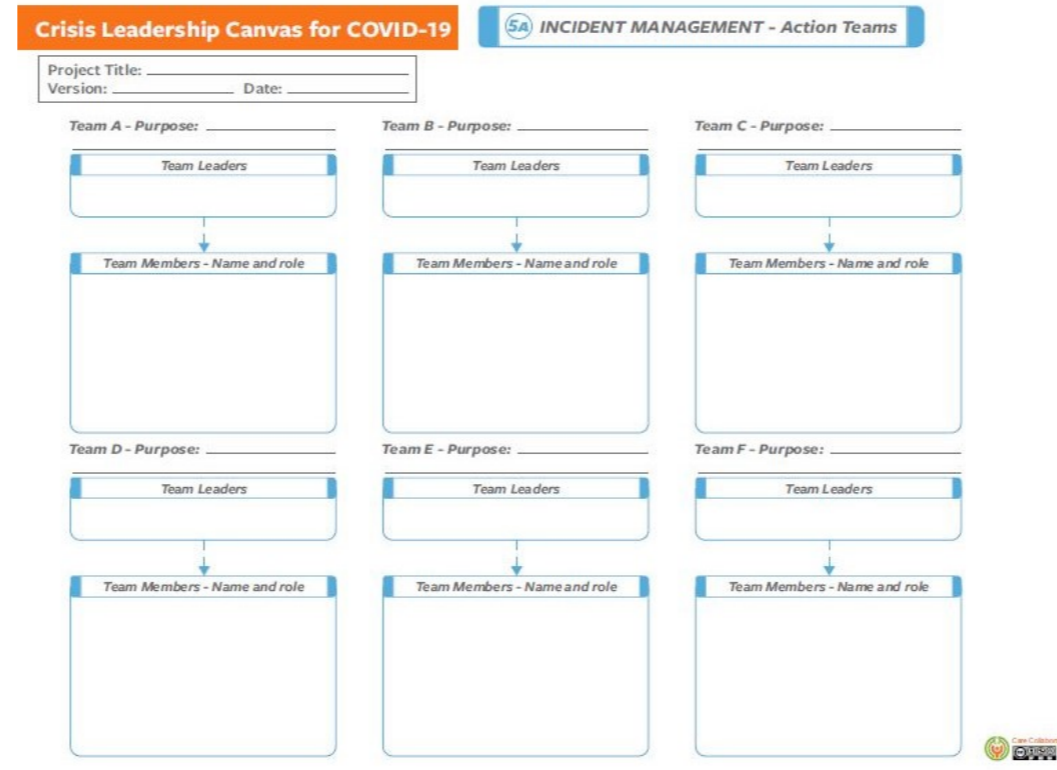 Crisis Leadership Canvas for COVID-19
5A INCIDENT MANAGEMENT - Action Teams
Project Title:
Version: Date:
Team A - Purpose:
Team Leaders
Team Members - Name and role
Team B - Purpose:
Team Leaders
Team Members - Name and role
Team C - Purpose:
Team Leaders
Team Members - Name and role
Team D - Purpose:
Team Leaders
Team Members - Name and role
Team E - Purpose:
Team Leaders
Team Members - Name and role
Team F - Purpose:
Team Leaders
Team Members - Name and role